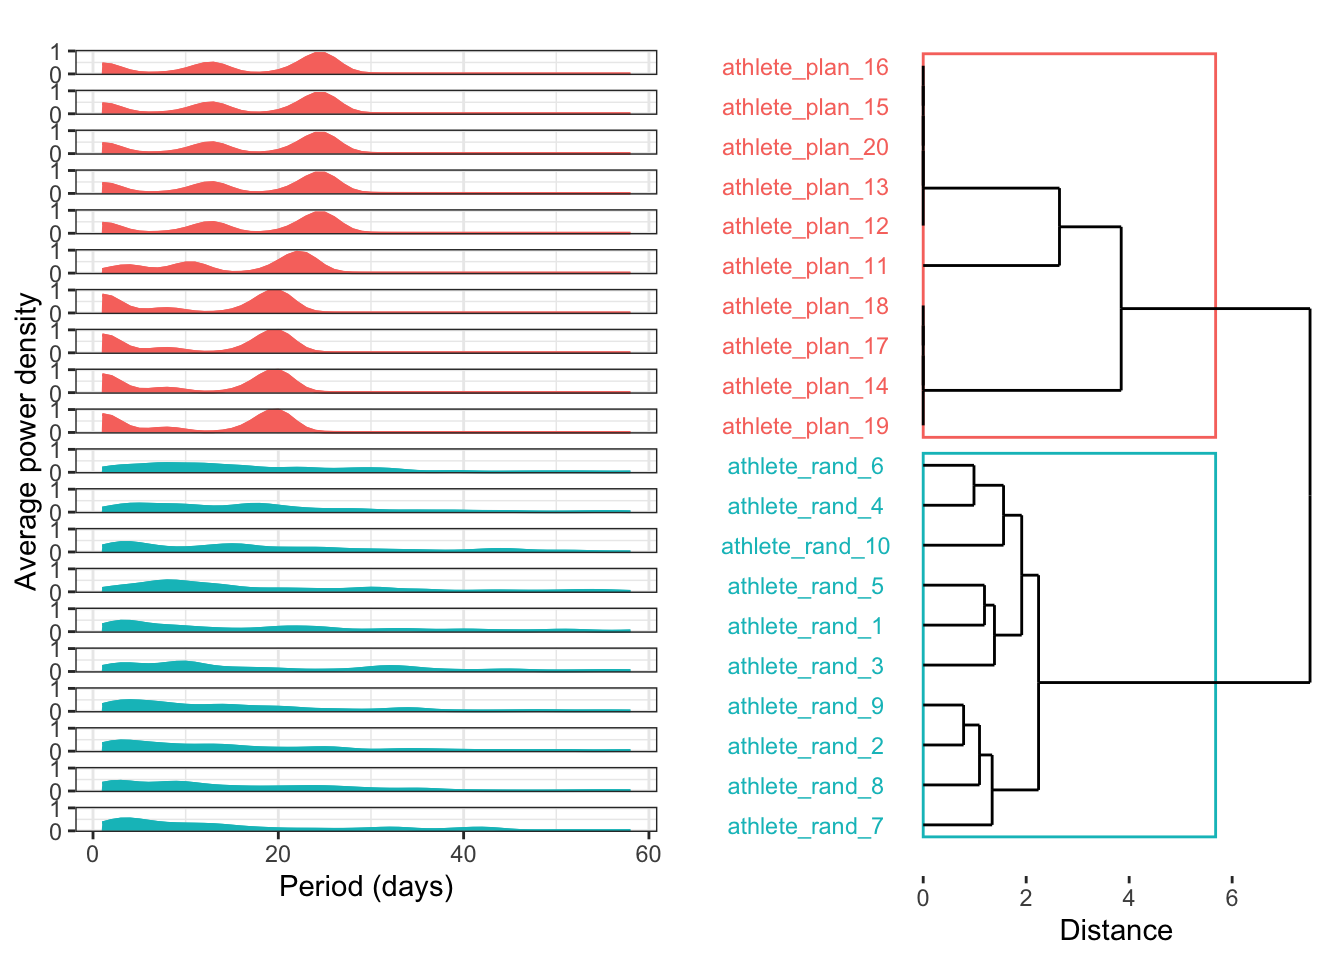 Average power density
1
0
1
0
1
0
1
0
1
0
1
0
1
0
1
0
1
0
1
0
1
0
1
0
1
0
1
0
1
0
1
0
1
0
1
0
1
0
1
0
0 20 40 60
Period (days)
athlete_plan_16
athlete_plan_15
athlete_plan_20
athlete_plan_13
athlete_plan_12
athlete_plan_11
athlete_plan_18
athlete_plan_17
athlete_plan_14
athlete_plan_19
athlete_rand_6
athlete_rand_4
athlete_rand_10
athlete_rand_5
athlete_rand_1
athlete_rand_3
athlete_rand_9
athlete_rand_2
athlete_rand_8
athlete_rand_7
0 2 4 6
Distance